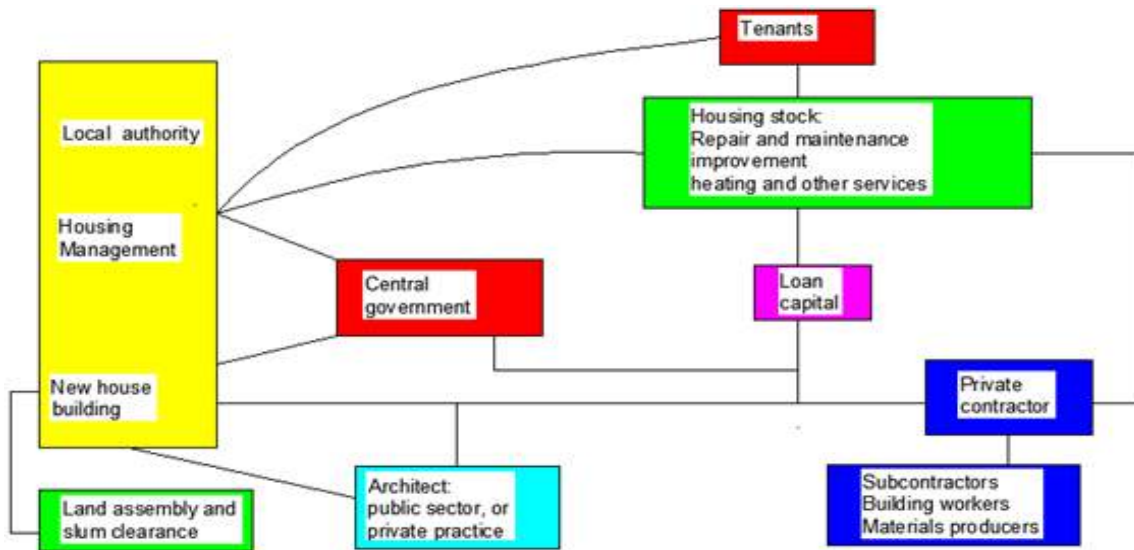 Tenants
Local authority
Housing stock:
Repair and maintenance
improvement
heating and other services
Housing
Management
Central
government
Loan
capital
New house
building
Private
contractor
Land assembly and
slum clearance
Architect:
public sector, or
private practice
Subcontractors
Building workers
Materials producers